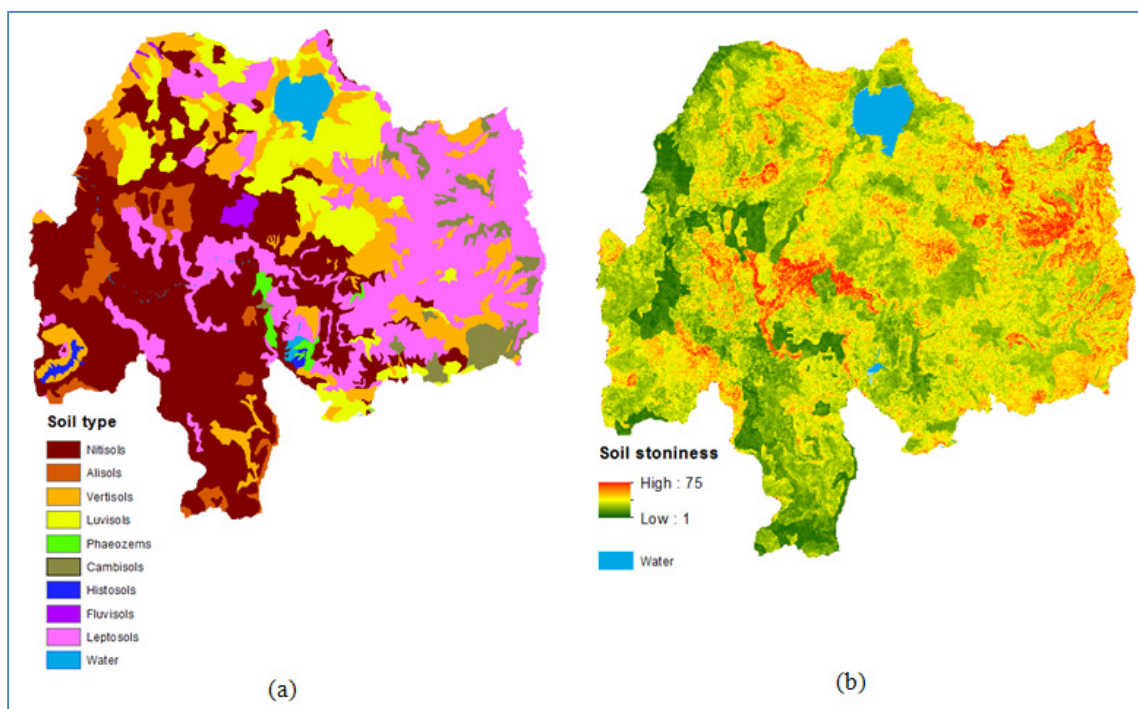 Soil type
Nitisols
Alisols
Vertisols
Luvisols
Phaeozems
Cambisols
Histosols
Fluvisols
Leptosols
Water
(a)
Soil stoniness
High : 75
Low : 1
Water
(b)